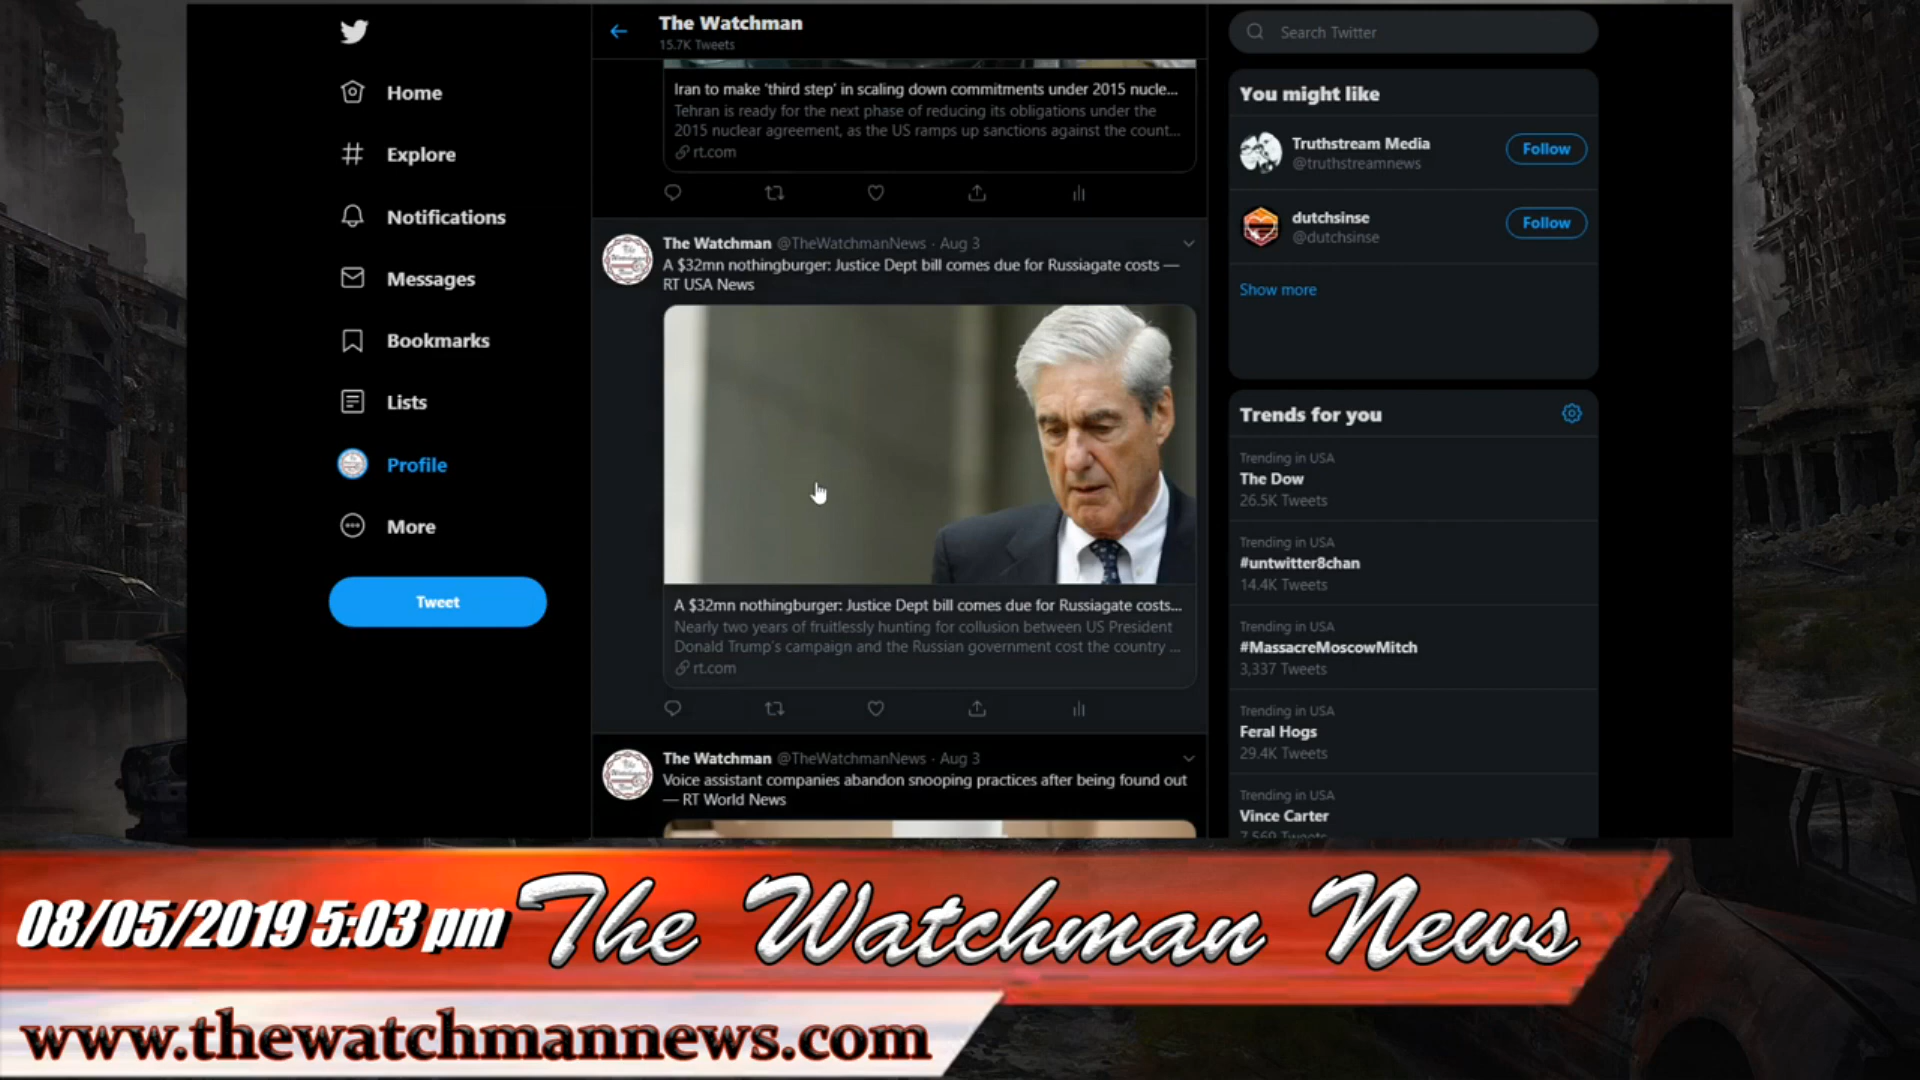 The Watchman
15.7K Tweets
Search Twitter
Home
Explore
Notifications
Messages
Bookmarks
Lists
Profile
More
Tweet
Iran to make 'third step' in scaling down commitments under 2015 nucle...
Tehran is ready for the next phase of reducing its obligations under the
2015 nuclear agreement, as the US ramps up sanctions against the count...
rt.com
The Watchman @TheWatchmanNews · Aug 3
A $32mn nothingburger: Justice Dept bill comes due for Russiagate costs —
RT USA News
A $32mn nothingburger: Justice Dept bill comes due for Russiagate costs...
Nearly two years of fruitlessly hunting for collusion between US President
Donald Trump's campaign and the Russian government cost the country ...
rt.com
The Watchman @TheWatchmanNews · Aug 3
Voice assistant companies abandon snooping practices after being found out
— RT World News
You might like
Truthstream Media
@truthstreamnews
Follow
dutchsinse
@dutchsinse
Follow
Show more
Trends for you
Trending in USA
The Dow
26.5K Tweets
Trending in USA
#untwitter8chan
14.4K Tweets
Trending in USA
#MassacreMoscowMitch
3,337 Tweets
Trending in USA
Feral Hogs
29.4K Tweets
Trending in USA
Vince Carter
7,569 Tweets
08/05/2019 5:03 pm
The Watchman News
www.thewatchmannews.com